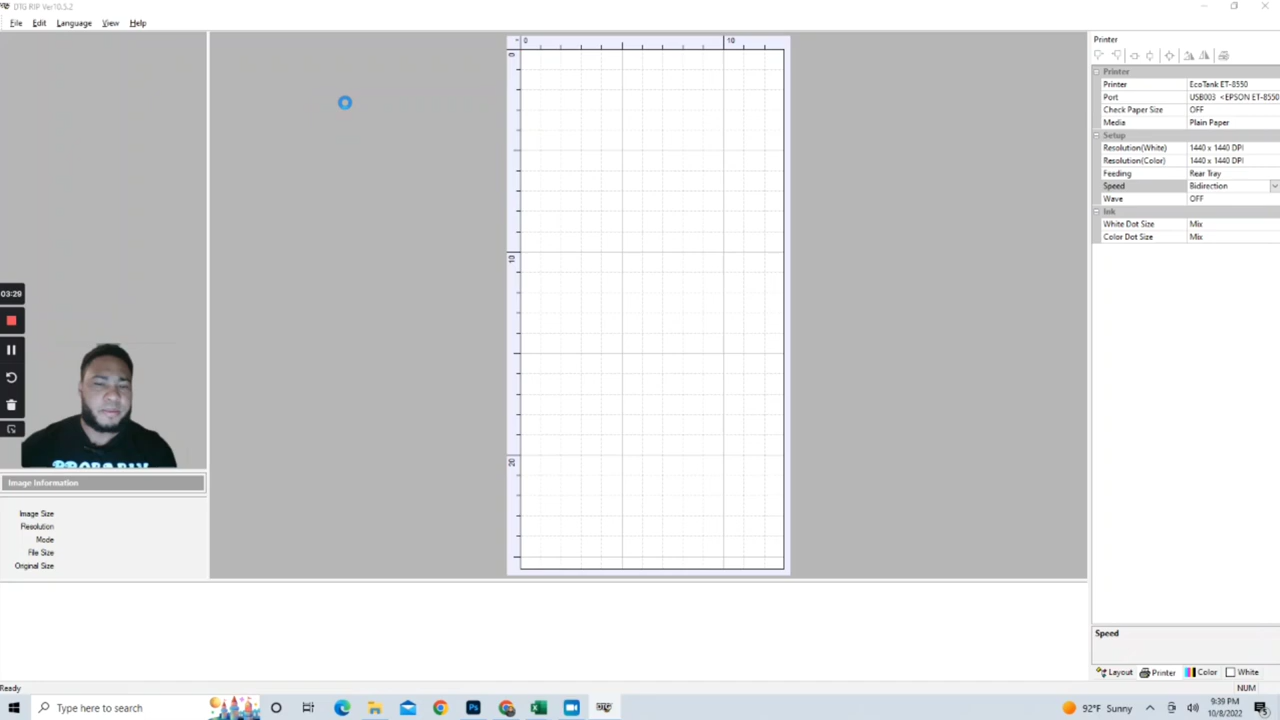 DTG RIP Ver10.5.2
File Edit Language View Help
0 10
0
10
20
Printer
Printer
Printer EcoTank ET-8550
Port USB003 <EPSON ET-8550
Check Paper Size OFF
Media Plain Paper
Setup
Resolution(White) 1440 x 1440 DPI
Resolution(Color) 1440 x 1440 DPI
Feeding Rear Tray
Speed Bidirection
Wave OFF
Ink
White Dot Size Mix
Color Dot Size Mix
03:29
PROBABLY
Image Information
Image Size
Resolution
Mode
File Size
Original Size
Speed
Layout Printer Color White
Ready NUM
Type here to search
DTG
92°F Sunny
9:39 PM
10/8/2022
5